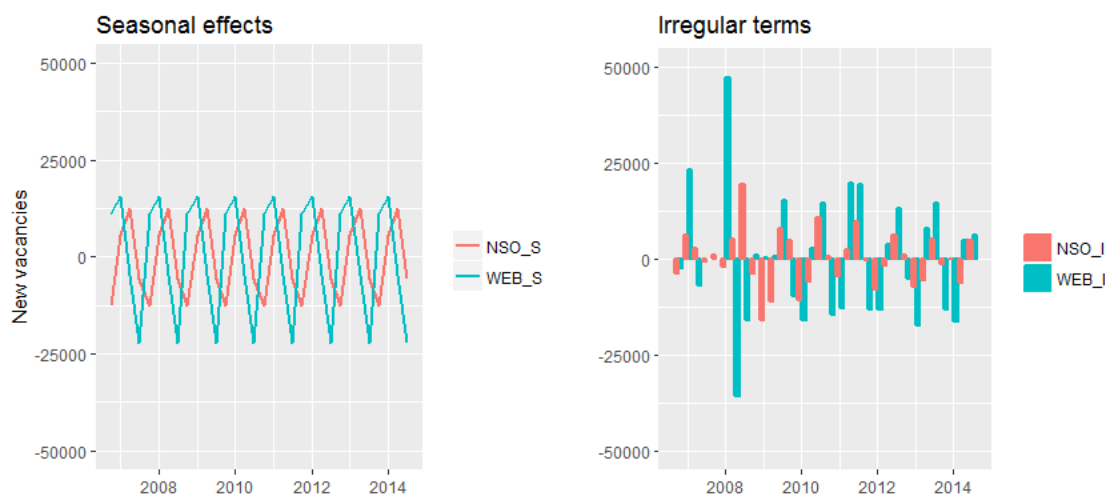 Seasonal effects
New vacancies
50000
25000
0
-25000
-50000
2008 2010 2012 2014
NSO_S
WEB_S
Irregular terms
50000
25000
0
-25000
-50000
2008 2010 2012 2014
NSO_I
WEB_I